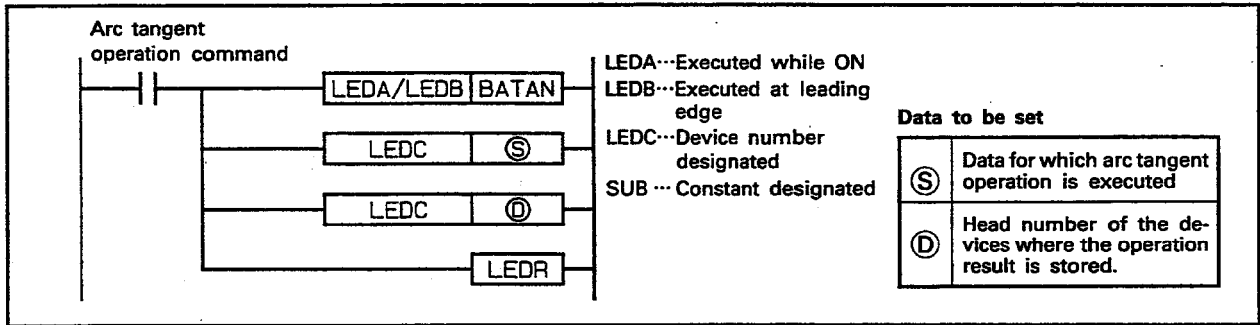 Arc tangent
operation command
LEDA/LEDB BATAN
LEDC Ⓢ
LEDC Ⓓ
LEDR
LEDA···Executed while ON
LEDB···Executed at leading
edge
LEDC···Device number
designated
SUB ··· Constant designated
Data to be set
Ⓢ Data for which arc tangent
operation is executed
Ⓓ Head number of the de-
vices where the operation
result is stored.